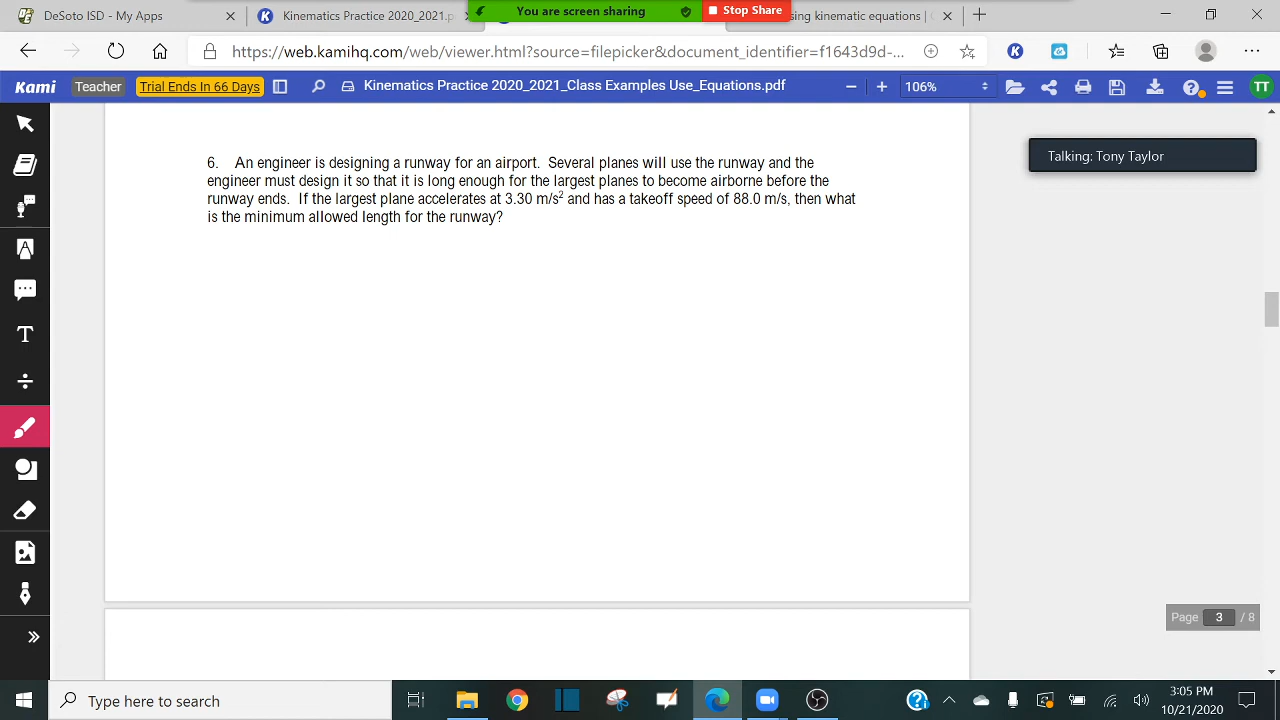 DeSoto ISD - My Apps
Kinematics Practice 2020_2021.p
You are screen sharing
Stop Share
sing kinematic equations |
https://web.kamihq.com/web/viewer.html?source=filepicker&document_identifier=f1643d9d-...
Kami
Teacher
Trial Ends In 66 Days
Kinematics Practice 2020_2021_Class Examples Use_Equations.pdf
106%
TT
Talking: Tony Taylor
6. An engineer is designing a runway for an airport. Several planes will use the runway and the
engineer must design it so that it is long enough for the largest planes to become airborne before the
runway ends. If the largest plane accelerates at 3.30 m/s² and has a takeoff speed of 88.0 m/s, then what
is the minimum allowed length for the runway?
Page 3 / 8
Type here to search
3:05 PM
10/21/2020